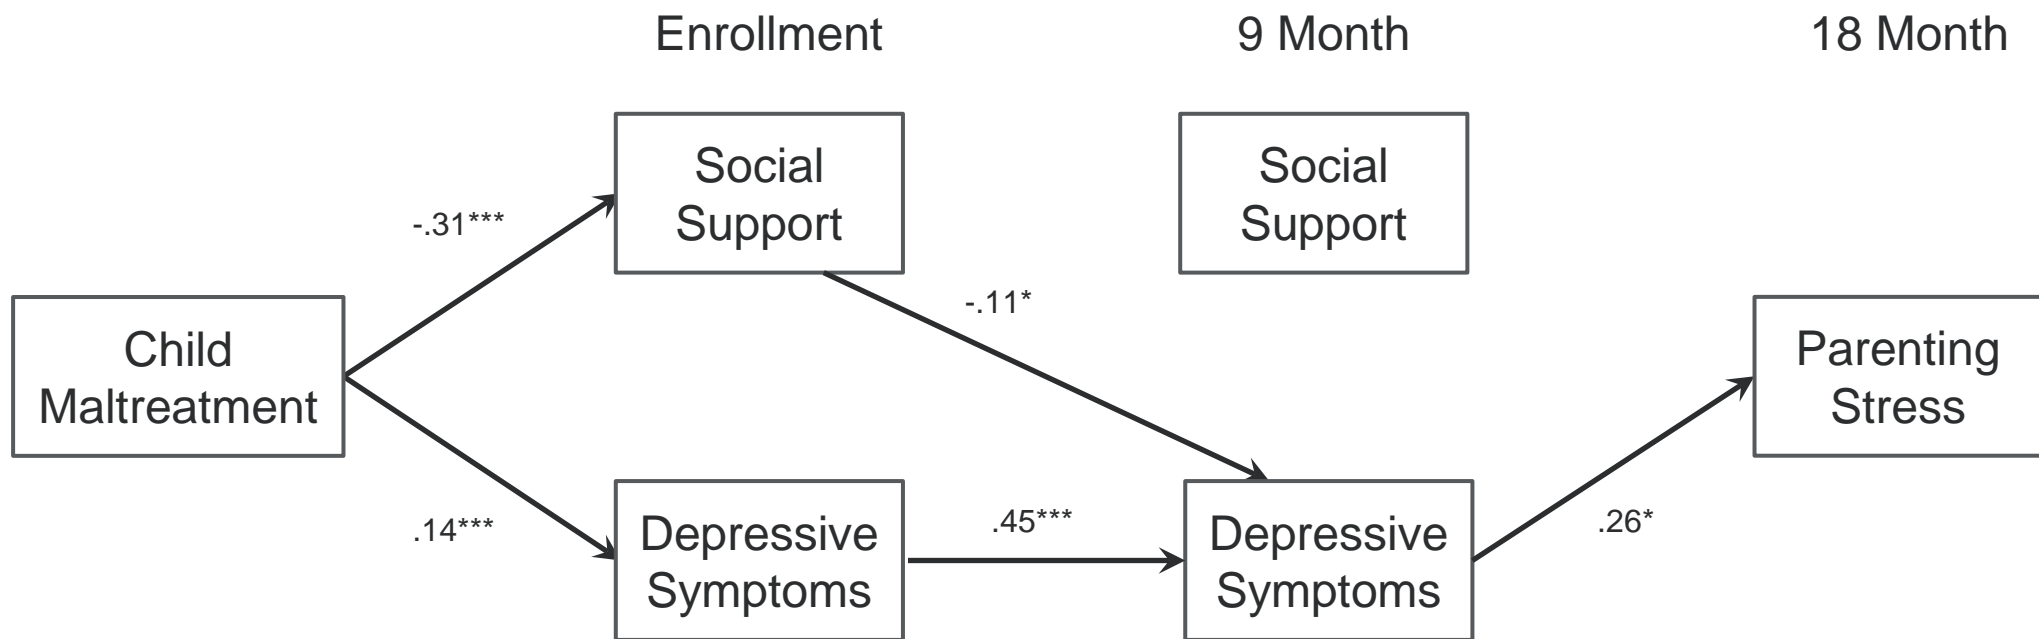 Enrollment
9 Month
18 Month
Social
Support
Social
Support
-.31***
-.11*
Child
Maltreatment
Parenting
Stress
.14***
Depressive
Symptoms
.45***
Depressive
Symptoms
.26*